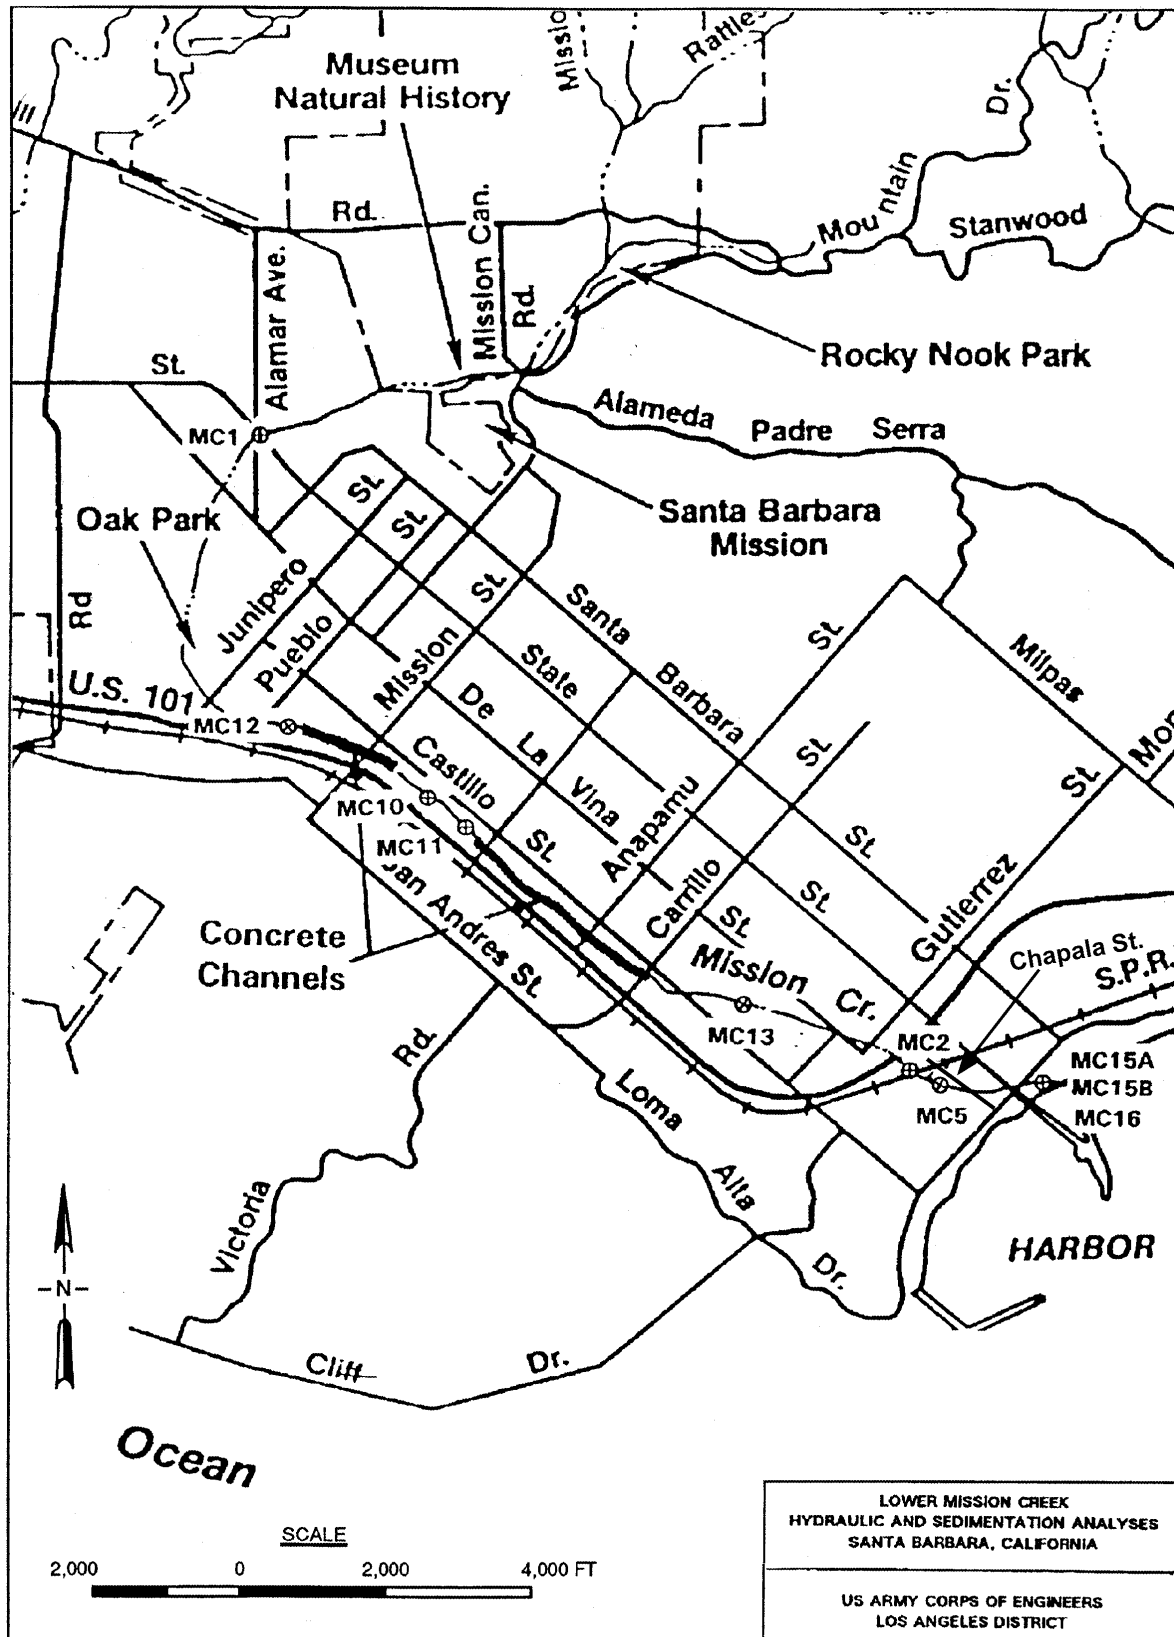 Missio
Rattle
Museum
Natural History
Dr.
Mountain
Stanwood
Rd.
Mission Can.
Rd.
Alamar Ave.
St.
Rocky Nook Park
MC1
Alameda Padre Serra
Oak Park
St
St
Santa Barbara
Mission
Junipero
St
Rd
Pueblo
Mission
Santa
Barbara
St
Milpas
State
U.S. 101
De
La
Vina
MC12
Castillo
St
Mon
St
MC10
Anapamu
MC11
St
St
St
Carrillo
St
Gutierrez
San Andres St.
Concrete
Channels
Mission
Cr.
Chapala St.
S.P.R.
MC13
MC2
MC15A
MC15B
MC16
MC5
Rd.
Loma
Alta
Dr.
Victoria
HARBOR
-N-
Cliff
Dr.
Ocean
SCALE
2,000 0 2,000 4,000 FT
LOWER MISSION CREEK
HYDRAULIC AND SEDIMENTATION ANALYSES
SANTA BARBARA, CALIFORNIA
US ARMY CORPS OF ENGINEERS
LOS ANGELES DISTRICT